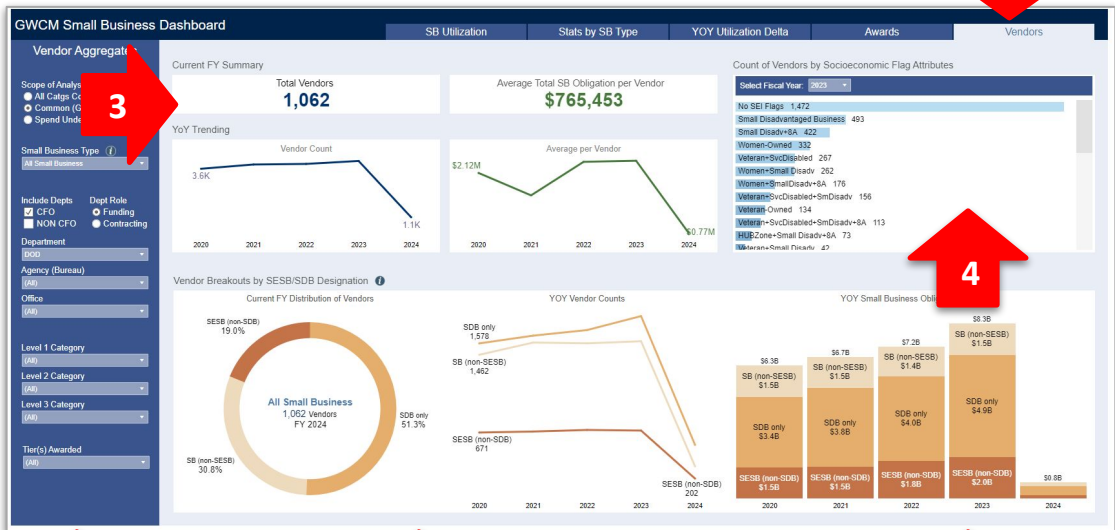 GWCM Small Business Dashboard
SB Utilization
Stats by SB Type
YOY Utilization Delta
Awards
Vendors
Vendor Aggregates
Scope of Analysis
All Catgs
Common
Spend
Small Business Type i
All Small Business
Include Depts
CFO
NON CFO
Dept Role
Funding
Contracting
Department
DOD
Agency (Bureau)
(All)
Office
(All)
Level 1 Category
(All)
Level 2 Category
(All)
Level 3 Category
(All)
Tier(s) Awarded
(All)
3
Current FY Summary
Total Vendors
1,062
Average Total SB Obligation per Vendor
$765,453
YoY Trending
Vendor Count
3.6K
1.1K
2020 2021 2022 2023 2024
Average per Vendor
$2.12M
$0.77M
2020 2021 2022 2023 2024
Count of Vendors by Socioeconomic Flag Attributes
Select Fiscal Year: 2023
No SEI Flags 1,472
Small Disadvantaged Business 493
Small Disadv+8A 422
Women-Owned 332
Veteran+SvcDisabled 267
Women+Small Disadv 262
Women+SmallDisadv+8A 176
Veteran+SvcDisabled+SmDisadv 156
Veteran-Owned 134
Veteran+SvcDisabled+SmDisadv+8A 113
HUBZone+Small Disadv+8A 73
Veteran+Small Disadv 42
4
Vendor Breakouts by SESB/SDB Designation i
Current FY Distribution of Vendors
SESB (non-SDB)
19.0%
All Small Business
1,062 Vendors
FY 2024
SDB only
51.3%
SB (non-SESB)
30.8%
YOY Vendor Counts
SDB only
1,578
SB (non-SESB)
1,462
SESB (non-SDB)
671
SESB (non-SDB)
202
2020 2021 2022 2023 2024
YOY Small Business
$6.3B
SB (non-SESB)
$1.5B
SDB only
$3.4B
SESB (non-SDB)
$1.5B
$6.7B
SB (non-SESB)
$1.5B
SDB only
$3.8B
SESB (non-SDB)
$1.5B
$7.2B
SB (non-SESB)
$1.4B
SDB only
$4.0B
SESB (non-SDB)
$1.8B
$8.3B
SB (non-SESB)
$1.5B
SDB only
$4.9B
SESB (non-SDB)
$2.0B
$0.8B
2020 2021 2022 2023 2024